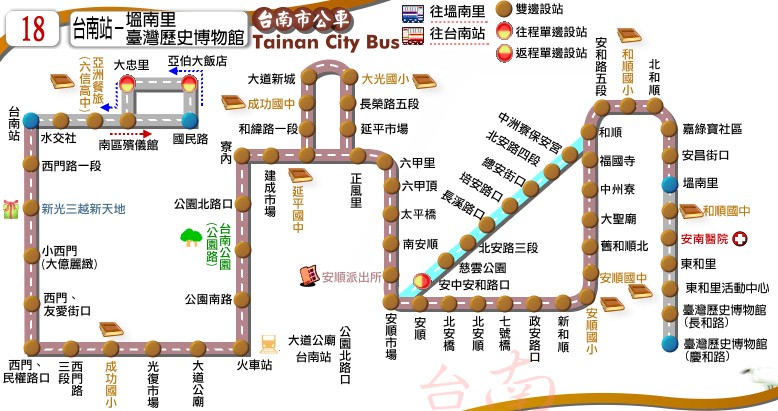 18
台南站－塭南里
臺灣歷史博物館
台南市公車
Tainan City Bus
往塭南里
往台南站
雙邊設站
往程單邊設站
返程單邊設站
亞洲餐旅
(六信高中)
大忠里
亞伯大飯店
台南站
水交社
南區殯儀館
國民路
西門路一段
新光三越新天地
小西門
(大億麗緻)
西門、
友愛街口
西門、
民權路口
西門路
三段
成功國小
光復市場
大道公廟
火車站
公園南路
台南公園
(公園路)
公園北路口
寮內
建成市場
延平國中
和緯路一段
成功國中
大道新城
大光國小
長榮路五段
延平市場
正風里
六甲里
六甲頂
太平橋
南安順
安順派出所
大道公廟
台南站
公園北路口
安順市場
安順
北安橋
北安順
七號橋
政安路口
新和順
安順國小
安順國中
安中安和路口
慈雲公園
北安路三段
長溪路口
培安路口
總安街口
北安路四段
中洲寮保安宮
舊和順北
大聖廟
中州寮
福國寺
和順
安和路五段
和順國小
北和順
嘉綠寶社區
安昌街口
塭南里
和順國中
安南醫院
東和里
東和里活動中心
臺灣歷史博物館
(長和路)
臺灣歷史博物館
(慶和路)
台南